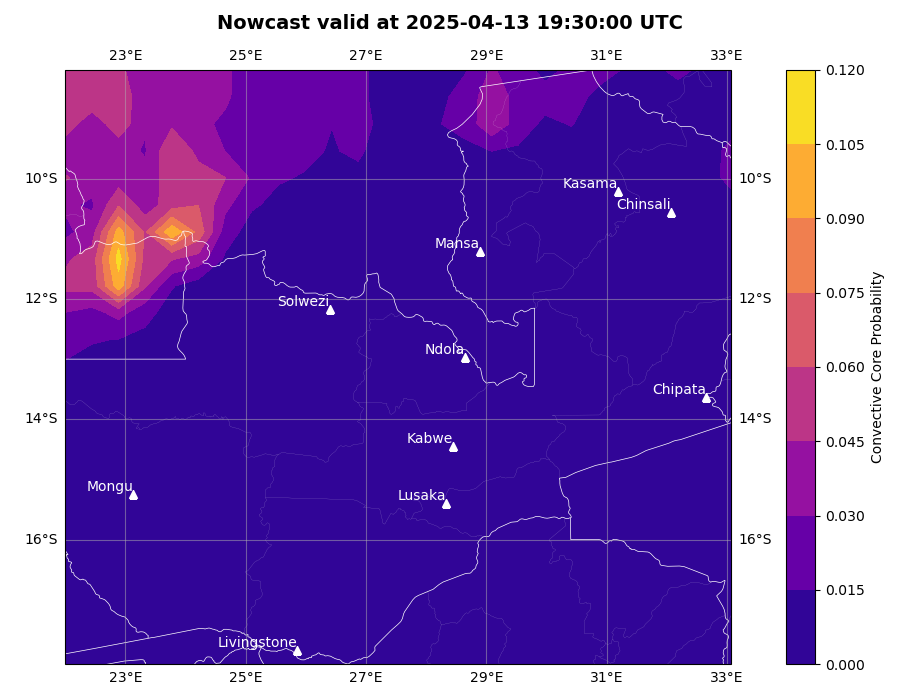 Nowcast valid at 2025-04-13 19:30:00 UTC
23°E 25°E 27°E 29°E 31°E 33°E
0.120
0.105
10°S 10°S
Kasama
Chinsali
0.090
Mansa
12°S 12°S
Solwezi
0.075
Ndola
0.060
Chipata
14°S 14°S
Kabwe
0.045
Mongu
Lusaka
0.030
16°S 16°S
0.015
Livingstone
0.000
23°E 25°E 27°E 29°E 31°E 33°E
Convective Core Probability